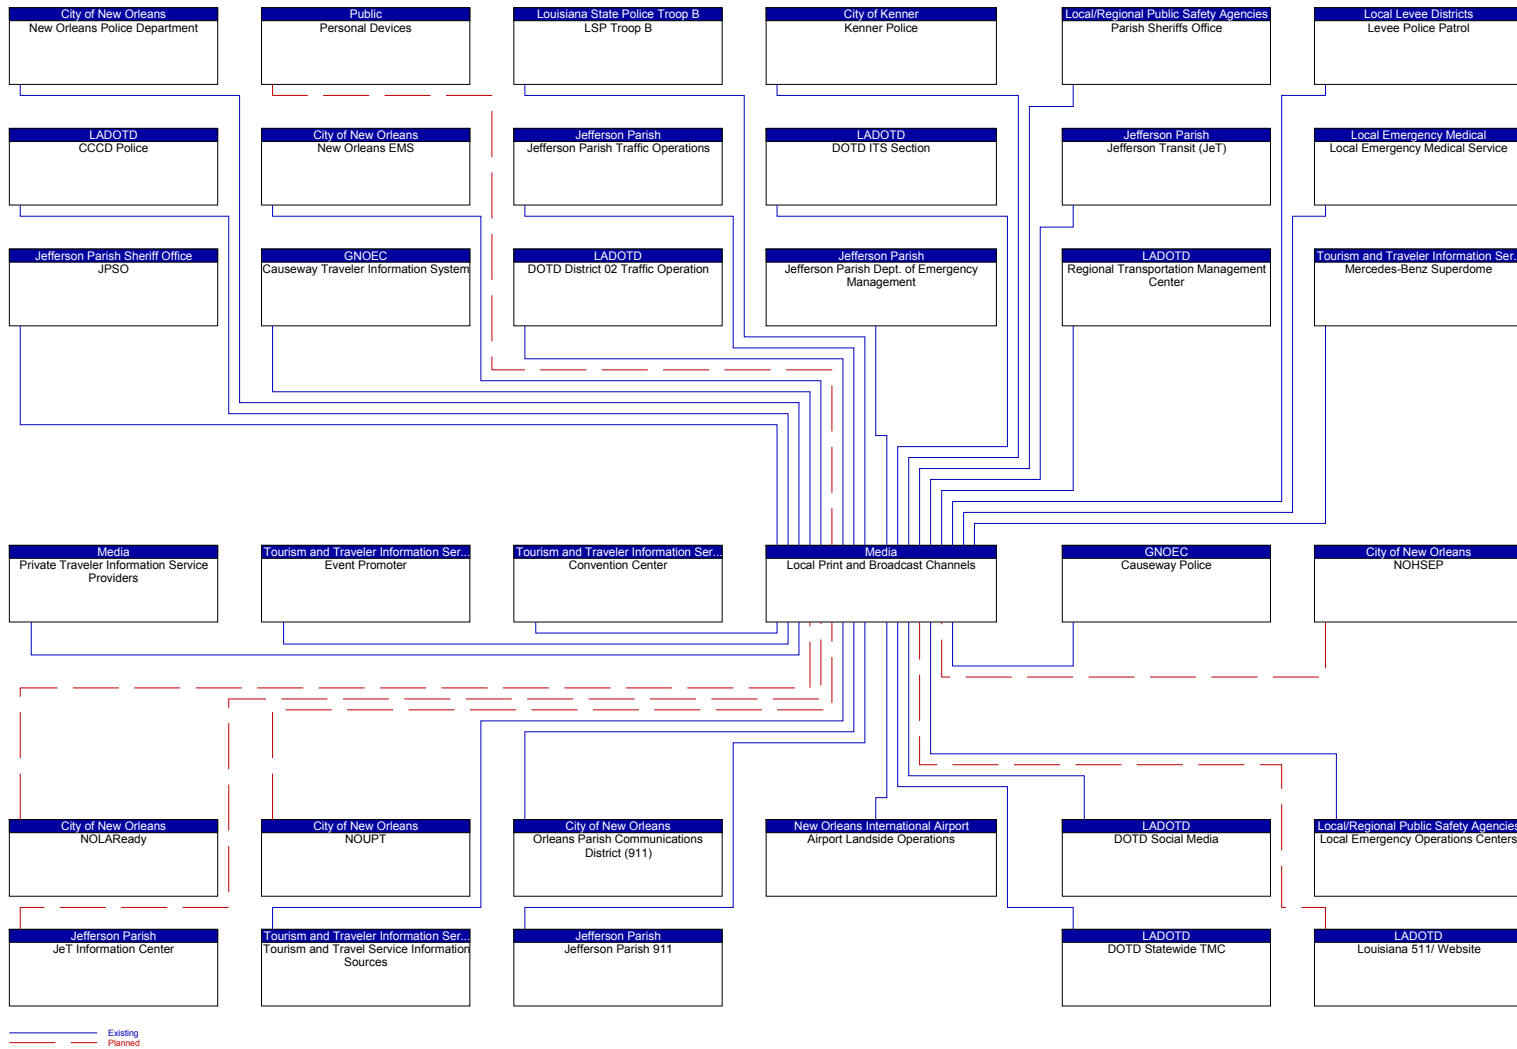 City of New Orleans
New Orleans Police Department
Public
Personal Devices
Louisiana State Police Troop B
LSP Troop B
City of Kenner
Kenner Police
Local/Regional Public Safety Agencies
Parish Sheriffs Office
Local Levee Districts
Levee Police Patrol
LADOTD
CCCD Police
City of New Orleans
New Orleans EMS
Jefferson Parish
Jefferson Parish Traffic Operations
LADOTD
DOTD ITS Section
Jefferson Parish
Jefferson Transit (JeT)
Local Emergency Medical
Local Emergency Medical Service
Jefferson Parish Sheriff Office
JPSO
GNOEC
Causeway Traveler Information System
LADOTD
DOTD District 02 Traffic Operation
Jefferson Parish
Jefferson Parish Dept. of Emergency
Management
LADOTD
Regional Transportation Management
Center
Tourism and Traveler Information Ser...
Mercedes-Benz Superdome
Media
Private Traveler Information Service
Providers
Tourism and Traveler Information Ser...
Event Promoter
Tourism and Traveler Information Ser...
Convention Center
Media
Local Print and Broadcast Channels
GNOEC
Causeway Police
City of New Orleans
NOHSEP
City of New Orleans
NOLAReady
City of New Orleans
NOUPT
City of New Orleans
Orleans Parish Communications
District (911)
New Orleans International Airport
Airport Landside Operations
LADOTD
DOTD Social Media
Local/Regional Public Safety Agencies
Local Emergency Operations Centers
Jefferson Parish
JeT Information Center
Tourism and Traveler Information Ser...
Tourism and Travel Service Information
Sources
Jefferson Parish
Jefferson Parish 911
LADOTD
DOTD Statewide TMC
LADOTD
Louisiana 511/ Website
Existing
Planned